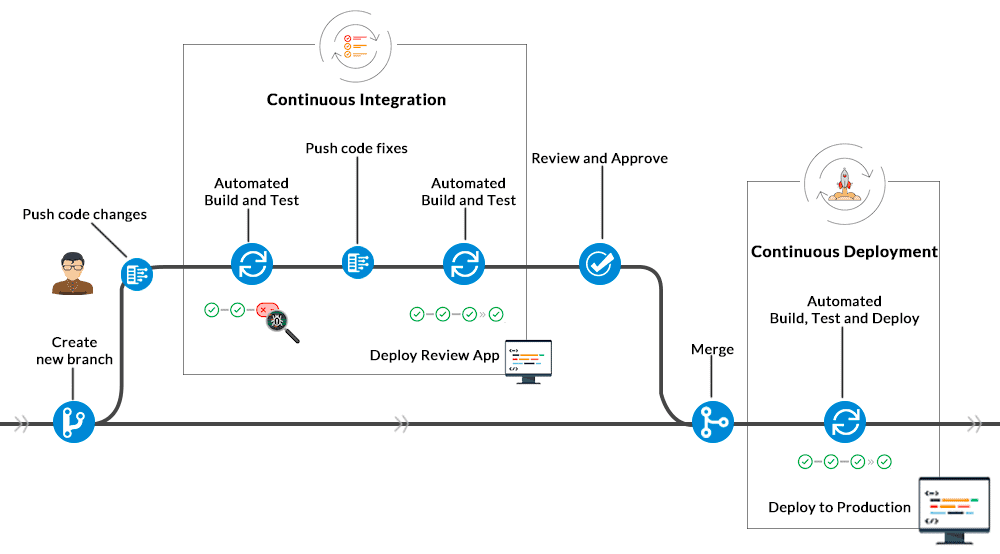 Continuous Integration
Push code fixes
Review and Approve
Automated
Build and Test
Automated
Build and Test
Push code changes
Continuous Deployment
Automated
Build, Test and Deploy
Create
new branch
Deploy Review App
Merge
Deploy to Production